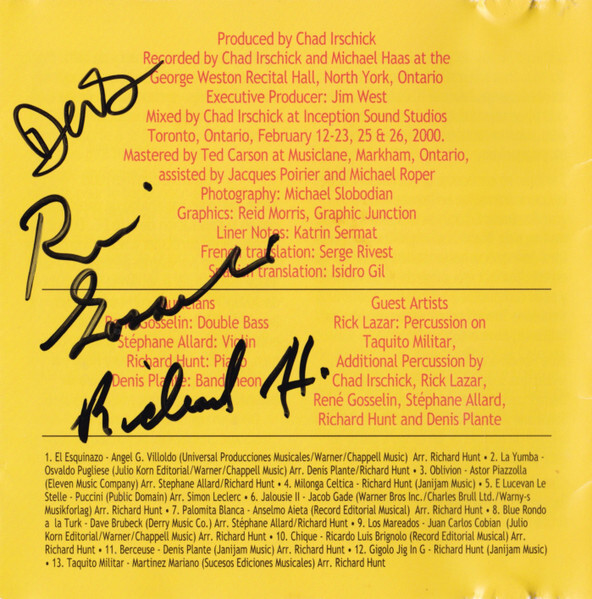 Produced by Chad Irschick
Recorded by Chad Irschick and Michael Haas at the
George Weston Recital Hall, North York, Ontario
Executive Producer: Jim West
Mixed by Chad Irschick at Inception Sound Studios
Toronto, Ontario, February 12-23, 25 & 26, 2000.
Mastered by Ted Carson at Musiclane, Markham, Ontario,
assisted by Jacques Poirier and Michael Roper
Photography: Michael Slobodian
Graphics: Reid Morris, Graphic Junction
Liner Notes: Katrin Sermat
French translation: Serge Rivest
Spanish translation: Isidro Gil
Musicians
René Gosselin: Double Bass
Stéphane Allard: Violin
Richard Hunt: Piano
Denis Plante: Bandoneon
Richard H.
Guest Artists
Rick Lazar: Percussion on
Taquito Militar,
Additional Percussion by
Chad Irschick, Rick Lazar,
René Gosselin, Stéphane Allard,
Richard Hunt and Denis Plante
1. El Esquinazo - Angel G. Villoldo (Universal Producciones Musicales/Warner/Chappell Music) Arr. Richard Hunt • 2. La Yumba -
Osvaldo Pugliese (Julio Korn Editorial/Warner/Chappell Music) Arr. Denis Plante/Richard Hunt • 3. Oblivion - Astor Piazzolla
(Eleven Music Company) Arr. Stephane Allard/Richard Hunt • 4. Milonga Celtica - Richard Hunt (Janijam Music) • 5. E Lucevan Le
Stelle - Puccini (Public Domain) Arr. Simon Leclerc • 6. Jalousie II - Jacob Gade (Warner Bros Inc./Charles Brull Ltd./Warny-s
Musikforlag) Arr. Richard Hunt • 7. Palomita Blanca - Anselmo Aieta (Record Editorial Musical) Arr. Richard Hunt • 8. Blue Rondo
a la Turk - Dave Brubeck (Derry Music Co.) Arr. Stéphane Allard/Richard Hunt • 9. Los Mareados - Juan Carlos Cobian (Julio
Korn Editorial/Warner/Chappell Music) Arr. Richard Hunt • 10. Chique - Ricardo Luis Brignolo (Record Editorial Musical) Arr.
Richard Hunt • 11. Berceuse - Denis Plante (Janijam Music) Arr. Richard Hunt • 12. Gigolo Jig In G - Richard Hunt (Janijam Music)
• 13. Taquito Militar - Martinez Mariano (Sucesos Ediciones Musicales) Arr. Richard Hunt